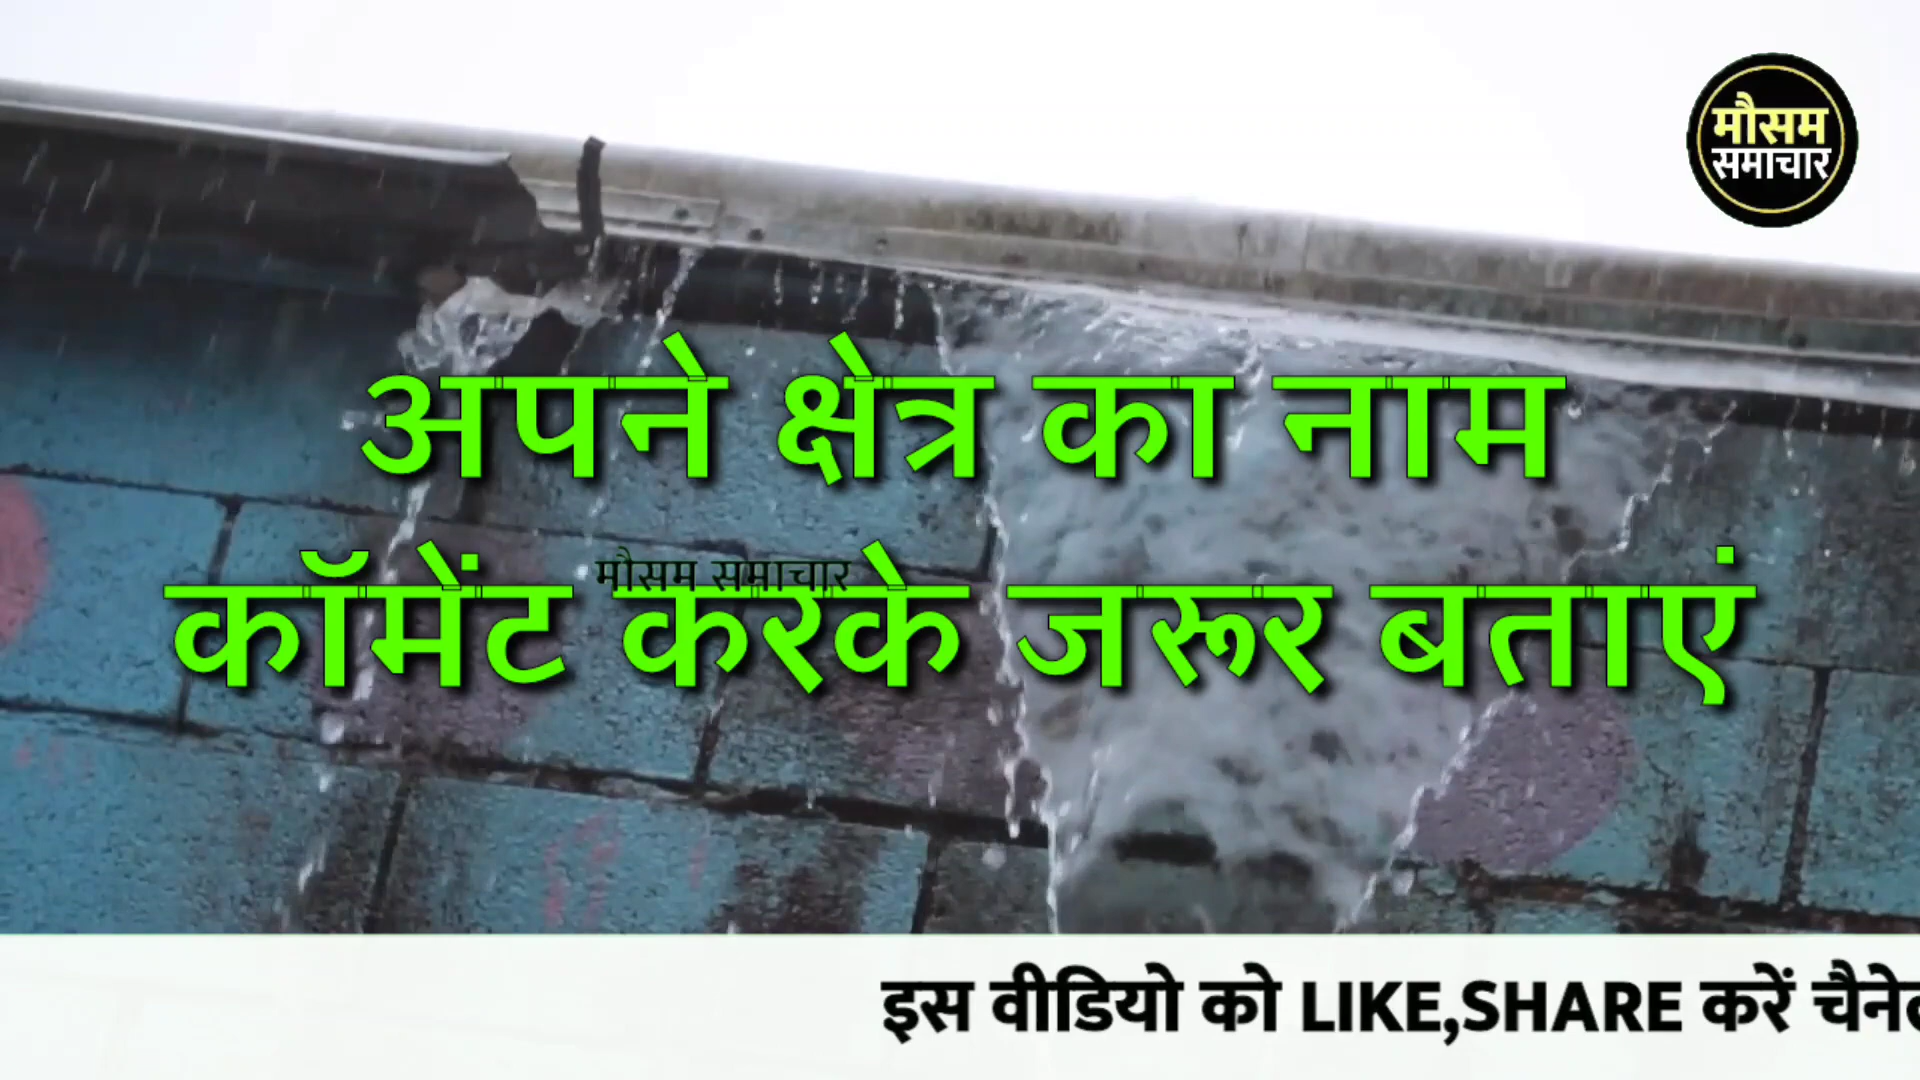 मौसम
समाचार
अपने क्षेत्र का नाम
मौसम समाचार
कॉमेंट करके जरूर बताएं
इस वीडियो को LIKE,SHARE करें